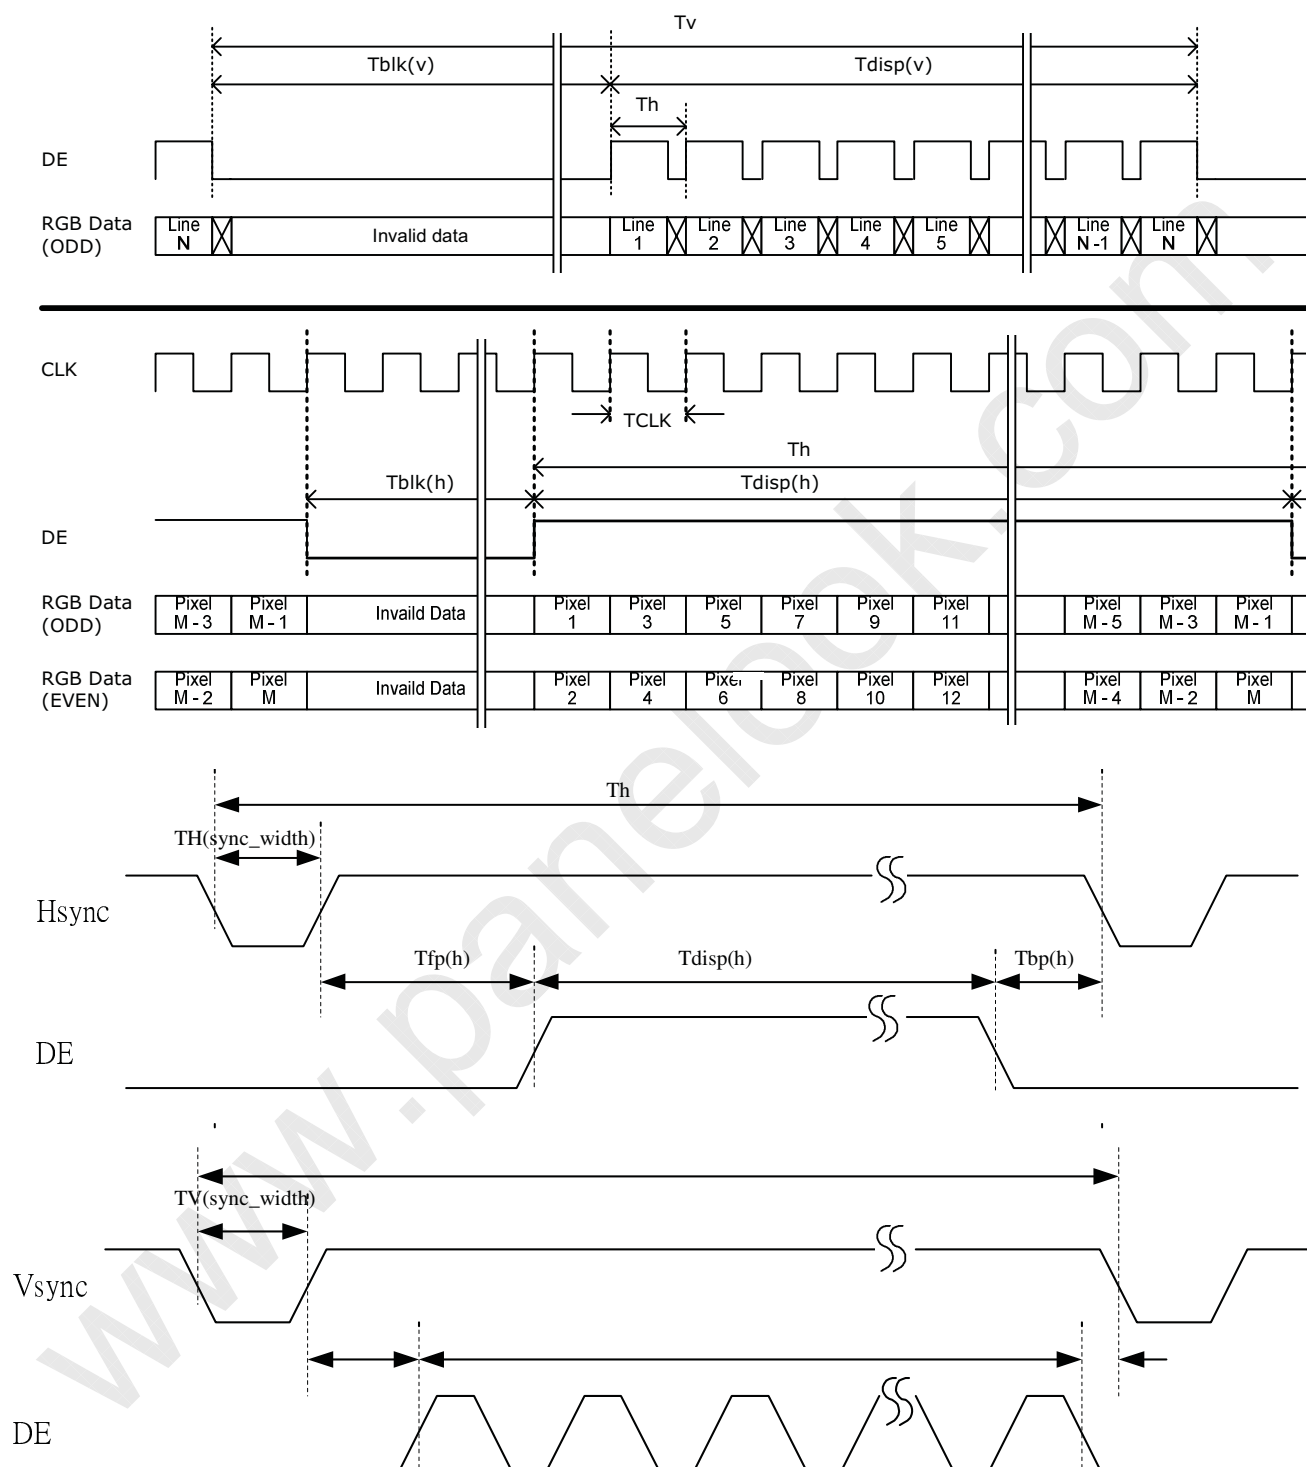 Tv
Tblk(v) Tdisp(v)
Th
DE
RGB Data (ODD)
Line N Invalid data Line 1 Line 2 Line 3 Line 4 Line 5 Line N-1 Line N
CLK
TCLK
Th
Tblk(h) Tdisp(h)
DE
RGB Data (ODD)
Pixel M-3 Pixel M-1 Invaild Data Pixel 1 Pixel 3 Pixel 5 Pixel 7 Pixel 9 Pixel 11 Pixel M-5 Pixel M-3 Pixel M-1
RGB Data (EVEN)
Pixel M-2 Pixel M Invaild Data Pixel 2 Pixel 4 Pixel 6 Pixel 8 Pixel 10 Pixel 12 Pixel M-4 Pixel M-2 Pixel M
Th
TH(sync_width)
Hsync
Tfp(h) Tdisp(h) Tbp(h)
DE
TV(sync_width)
Vsync
DE
www.panelook.com